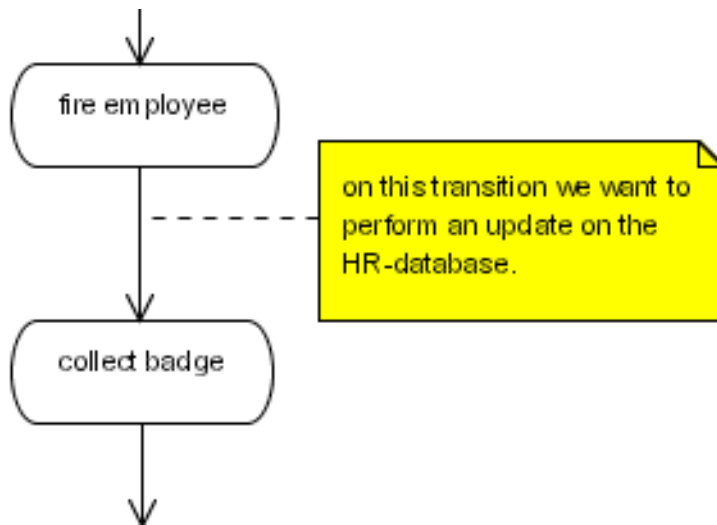 fire employee
on this transition we want to
perform an update on the
HR-database.
collect badge